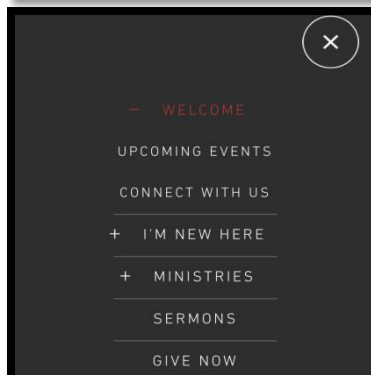 ×
− WELCOME
UPCOMING EVENTS
CONNECT WITH US
+ I'M NEW HERE
+ MINISTRIES
SERMONS
GIVE NOW